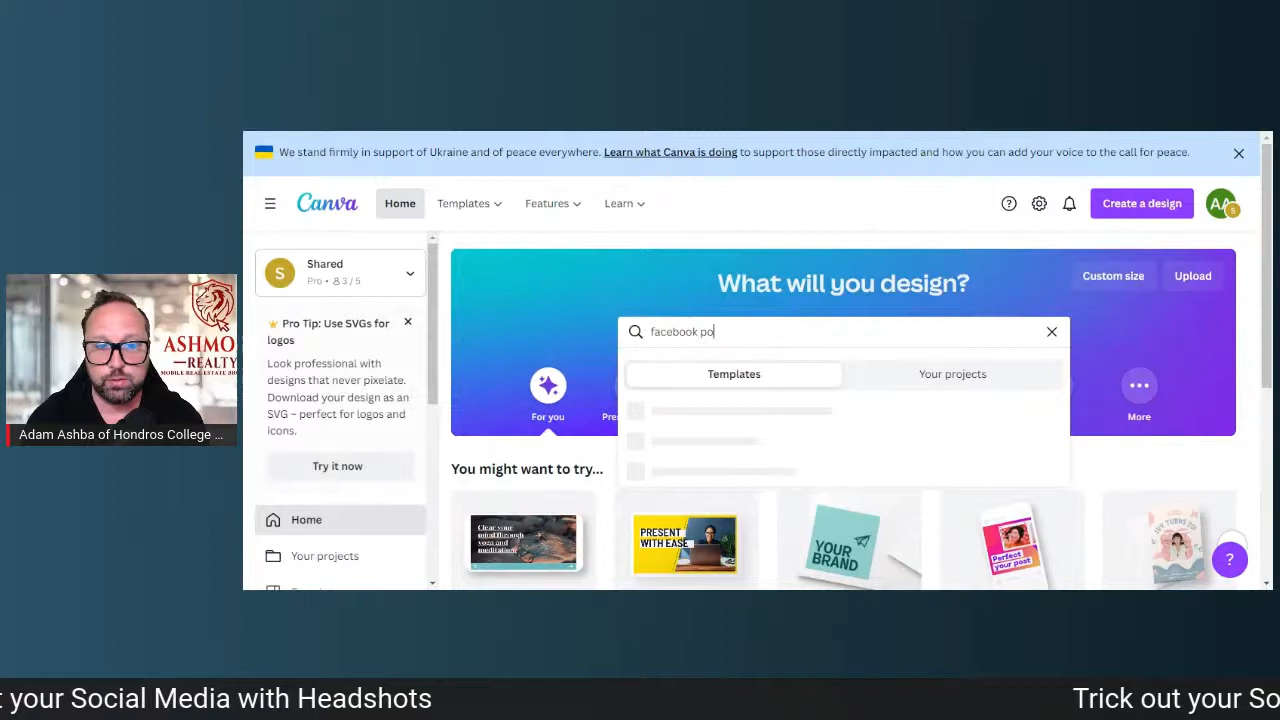 We stand firmly in support of Ukraine and of peace everywhere. Learn what Canva is doing to support those directly impacted and how you can add your voice to the call for peace.
Canva
Home
Templates
Features
Learn
Create a design
AA
S
S
Shared
Pro • 3 / 5
Pro Tip: Use SVGs for
logos
Look professional with
designs that never pixelate.
Download your design as an
SVG – perfect for logos and
icons.
Try it now
Home
Your projects
What will you design?
Custom size
Upload
facebook po
Templates
Your projects
For you
Pre
More
You might want to try...
Clear your
mind through
yoga and
meditation
PRESENT
WITH EASE
YOUR
BRAND
Perfect
your post
IVY TURNS
?
ASHMO
REALTY
Adam Ashba of Hondros College ...
t your Social Media with Headshots
Trick out your So